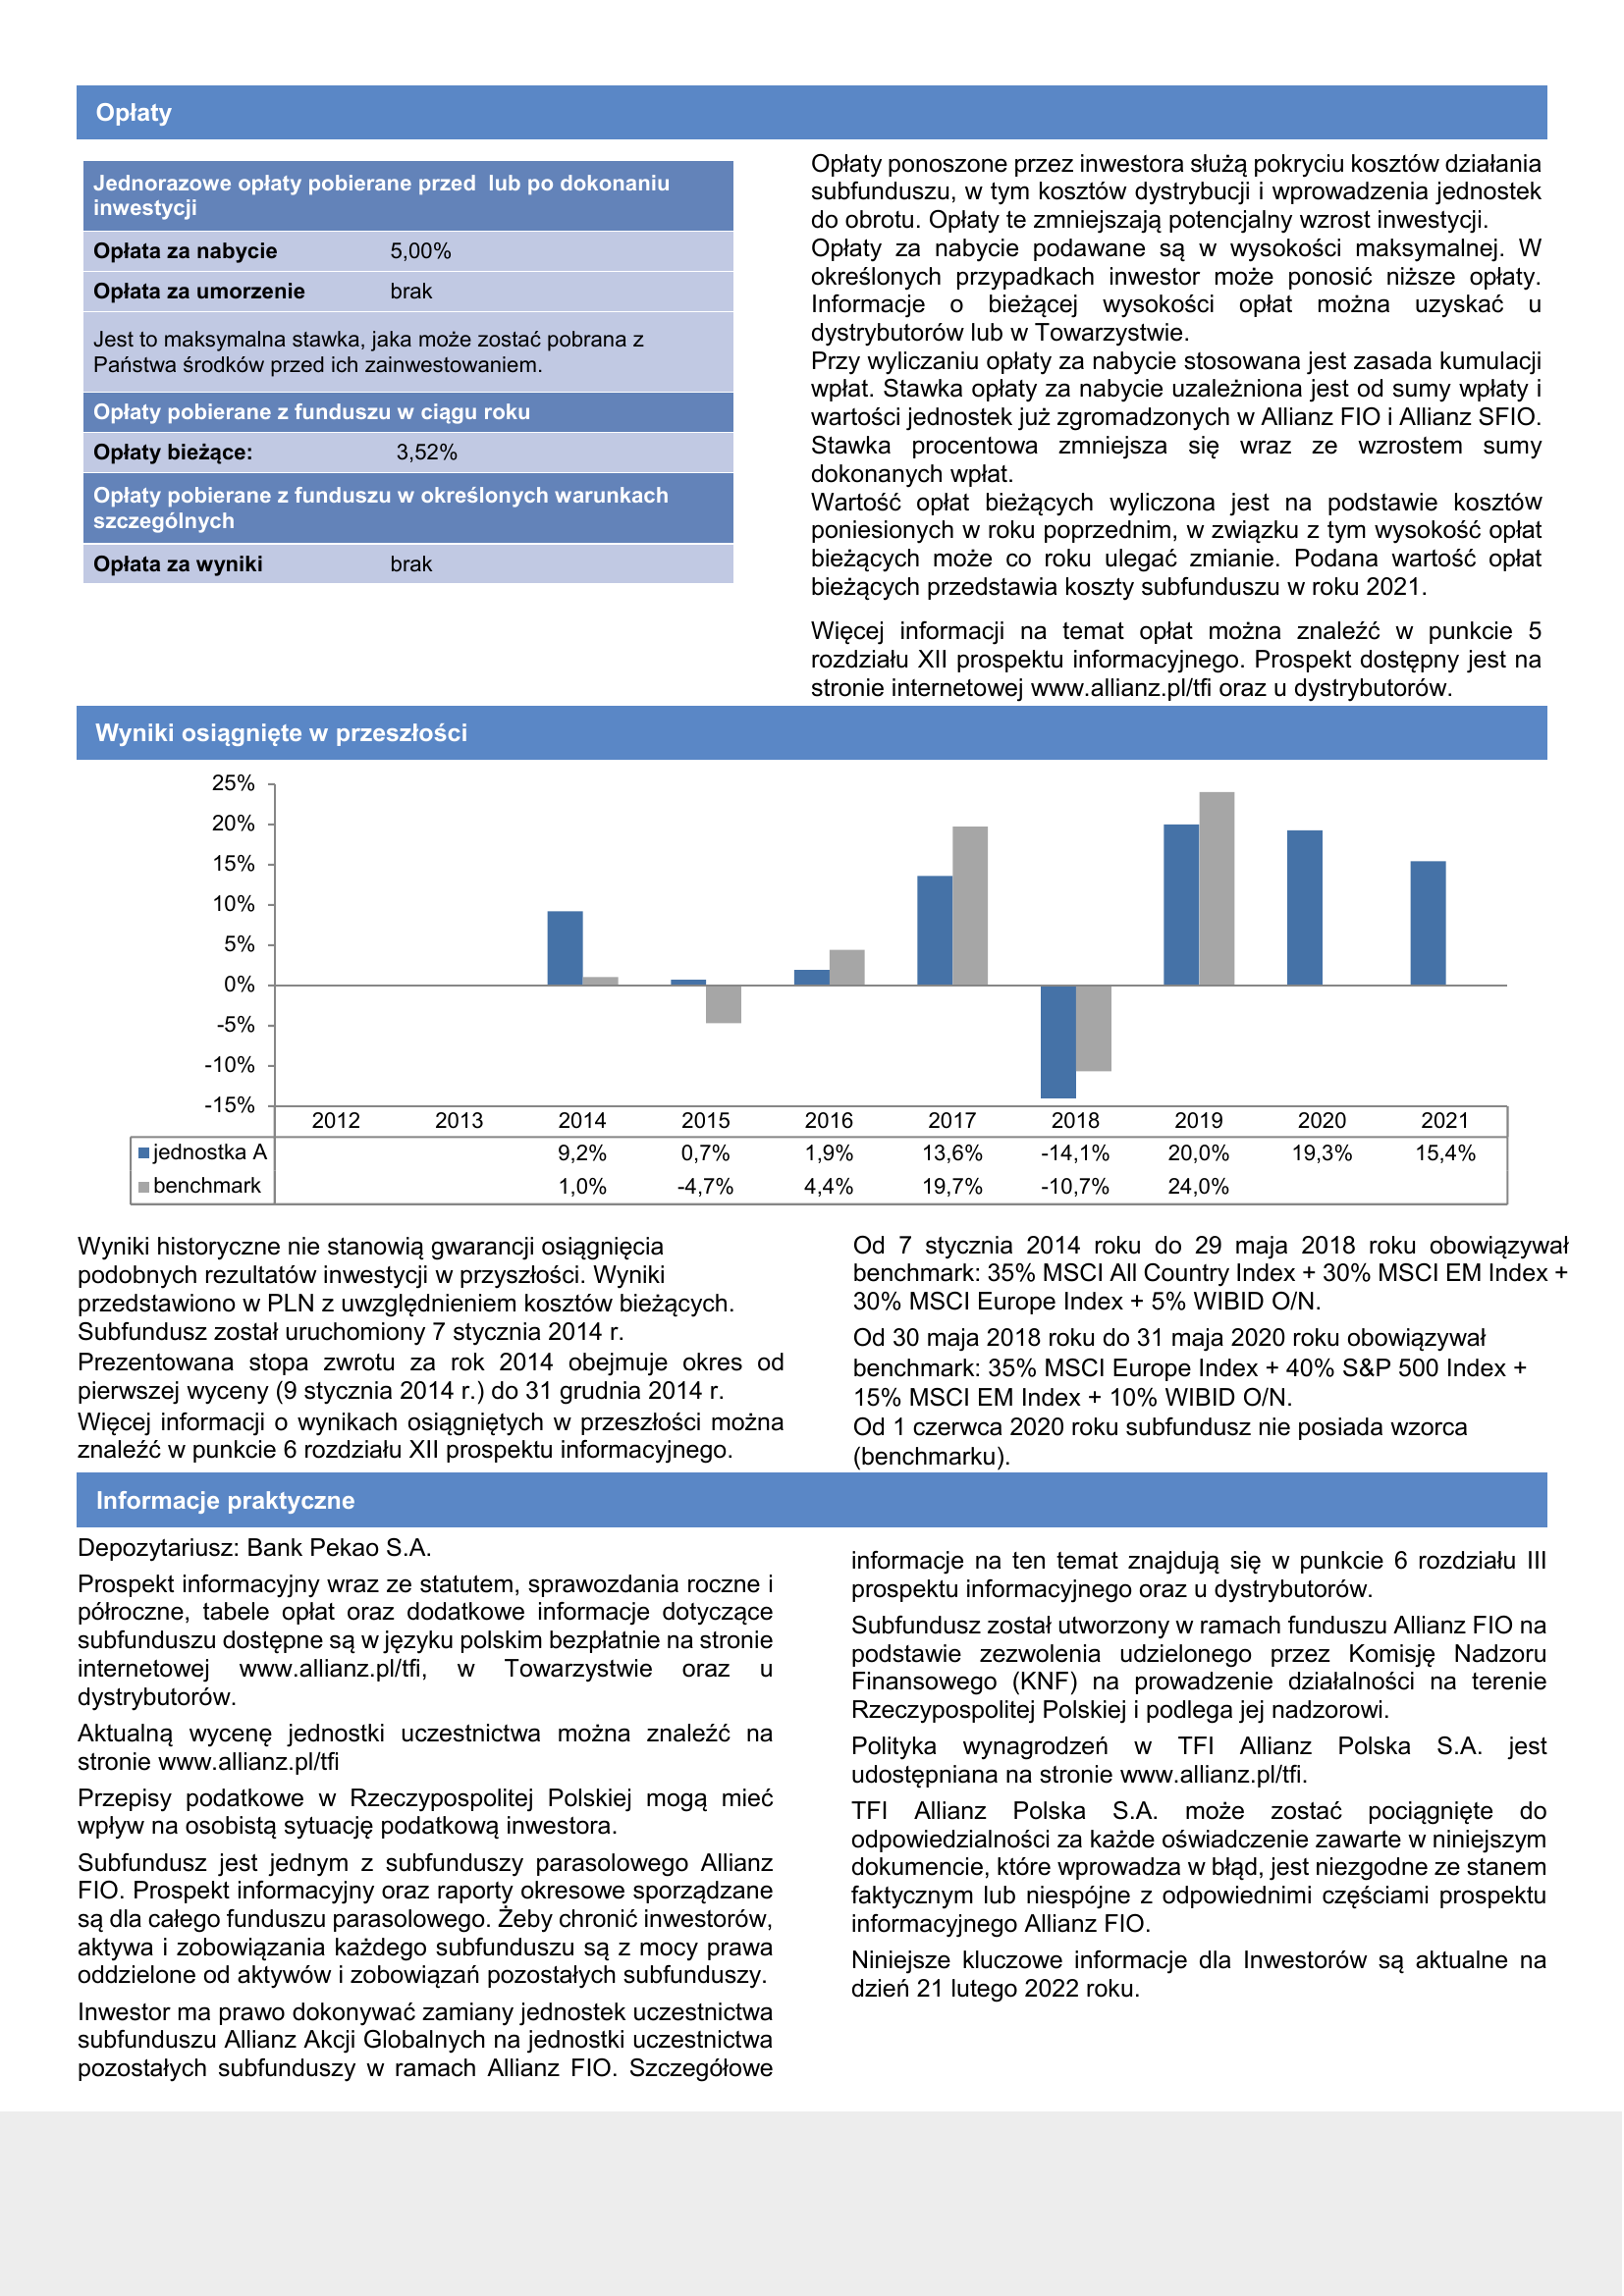 Opłaty
Jednorazowe opłaty pobierane przed  lub po dokonaniu
inwestycji
Opłata za nabycie 5,00%
Opłata za umorzenie brak
Jest to maksymalna stawka, jaka może zostać pobrana z
Państwa środków przed ich zainwestowaniem.
Opłaty pobierane z funduszu w ciągu roku
Opłaty bieżące: 3,52%
Opłaty pobierane z funduszu w określonych warunkach
szczególnych
Opłata za wyniki brak
Opłaty ponoszone przez inwestora służą pokryciu kosztów działania
subfunduszu, w tym kosztów dystrybucji i wprowadzenia jednostek
do obrotu. Opłaty te zmniejszają potencjalny wzrost inwestycji.
Opłaty za nabycie podawane są w wysokości maksymalnej. W
określonych przypadkach inwestor może ponosić niższe opłaty.
Informacje o bieżącej wysokości opłat można uzyskać u
dystrybutorów lub w Towarzystwie.
Przy wyliczaniu opłaty za nabycie stosowana jest zasada kumulacji
wpłat. Stawka opłaty za nabycie uzależniona jest od sumy wpłaty i
wartości jednostek już zgromadzonych w Allianz FIO i Allianz SFIO.
Stawka procentowa zmniejsza się wraz ze wzrostem sumy
dokonanych wpłat.
Wartość opłat bieżących wyliczona jest na podstawie kosztów
poniesionych w roku poprzednim, w związku z tym wysokość opłat
bieżących może co roku ulegać zmianie. Podana wartość opłat
bieżących przedstawia koszty subfunduszu w roku 2021.
Więcej informacji na temat opłat można znaleźć w punkcie 5
rozdziału XII prospektu informacyjnego. Prospekt dostępny jest na
stronie internetowej www.allianz.pl/tfi oraz u dystrybutorów.
Wyniki osiągnięte w przeszłości
25%
20%
15%
10%
5%
0%
-5%
-10%
-15%
2012 2013 2014 2015 2016 2017 2018 2019 2020 2021
jednostka A 9,2% 0,7% 1,9% 13,6% -14,1% 20,0% 19,3% 15,4%
benchmark 1,0% -4,7% 4,4% 19,7% -10,7% 24,0%
Wyniki historyczne nie stanowią gwarancji osiągnięcia
podobnych rezultatów inwestycji w przyszłości. Wyniki
przedstawiono w PLN z uwzględnieniem kosztów bieżących.
Subfundusz został uruchomiony 7 stycznia 2014 r.
Prezentowana stopa zwrotu za rok 2014 obejmuje okres od
pierwszej wyceny (9 stycznia 2014 r.) do 31 grudnia 2014 r.
Więcej informacji o wynikach osiągniętych w przeszłości można
znaleźć w punkcie 6 rozdziału XII prospektu informacyjnego.
Od 7 stycznia 2014 roku do 29 maja 2018 roku obowiązywał
benchmark: 35% MSCI All Country Index + 30% MSCI EM Index +
30% MSCI Europe Index + 5% WIBID O/N.
Od 30 maja 2018 roku do 31 maja 2020 roku obowiązywał
benchmark: 35% MSCI Europe Index + 40% S&P 500 Index +
15% MSCI EM Index + 10% WIBID O/N.
Od 1 czerwca 2020 roku subfundusz nie posiada wzorca
(benchmarku).
Informacje praktyczne
Depozytariusz: Bank Pekao S.A.
Prospekt informacyjny wraz ze statutem, sprawozdania roczne i
półroczne, tabele opłat oraz dodatkowe informacje dotyczące
subfunduszu dostępne są w języku polskim bezpłatnie na stronie
internetowej www.allianz.pl/tfi, w Towarzystwie oraz u
dystrybutorów.
Aktualną wycenę jednostki uczestnictwa można znaleźć na
stronie www.allianz.pl/tfi
Przepisy podatkowe w Rzeczypospolitej Polskiej mogą mieć
wpływ na osobistą sytuację podatkową inwestora.
Subfundusz jest jednym z subfunduszy parasolowego Allianz
FIO. Prospekt informacyjny oraz raporty okresowe sporządzane
są dla całego funduszu parasolowego. Żeby chronić inwestorów,
aktywa i zobowiązania każdego subfunduszu są z mocy prawa
oddzielone od aktywów i zobowiązań pozostałych subfunduszy.
Inwestor ma prawo dokonywać zamiany jednostek uczestnictwa
subfunduszu Allianz Akcji Globalnych na jednostki uczestnictwa
pozostałych subfunduszy w ramach Allianz FIO. Szczegółowe
informacje na ten temat znajdują się w punkcie 6 rozdziału III
prospektu informacyjnego oraz u dystrybutorów.
Subfundusz został utworzony w ramach funduszu Allianz FIO na
podstawie zezwolenia udzielonego przez Komisję Nadzoru
Finansowego (KNF) na prowadzenie działalności na terenie
Rzeczypospolitej Polskiej i podlega jej nadzorowi.
Polityka wynagrodzeń w TFI Allianz Polska S.A. jest
udostępniana na stronie www.allianz.pl/tfi.
TFI Allianz Polska S.A. może zostać pociągnięte do
odpowiedzialności za każde oświadczenie zawarte w niniejszym
dokumencie, które wprowadza w błąd, jest niezgodne ze stanem
faktycznym lub niespójne z odpowiednimi częściami prospektu
informacyjnego Allianz FIO.
Niniejsze kluczowe informacje dla Inwestorów są aktualne na
dzień 21 lutego 2022 roku.